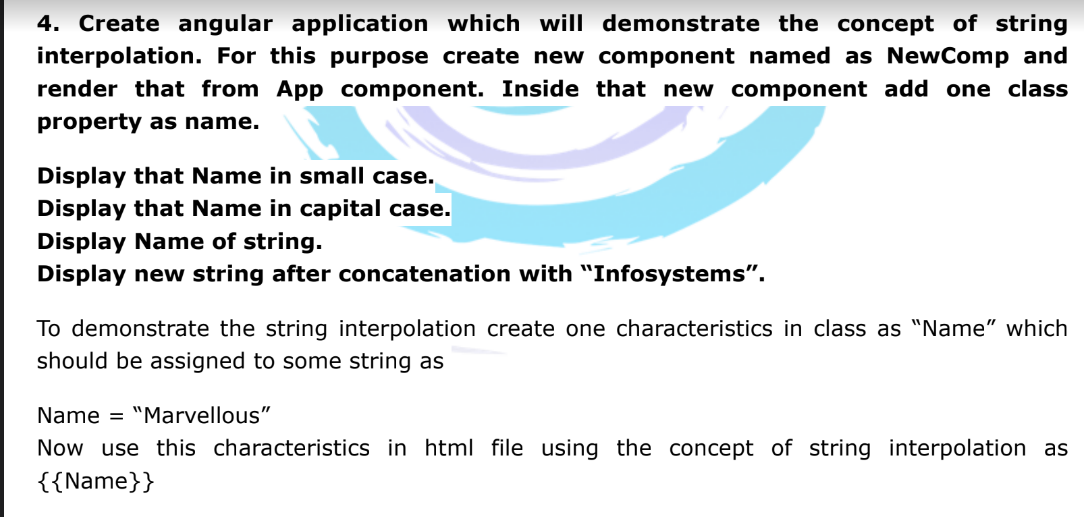 4. Create angular application which will demonstrate the concept of string
interpolation. For this purpose create new component named as NewComp and
render that from App component. Inside that new component add one class
property as name.
Display that Name in small case.
Display that Name in capital case.
Display Name of string.
Display new string after concatenation with “Infosystems”.
To demonstrate the string interpolation create one characteristics in class as “Name” which
should be assigned to some string as
Name = “Marvellous”
Now use this characteristics in html file using the concept of string interpolation as
{{Name}}